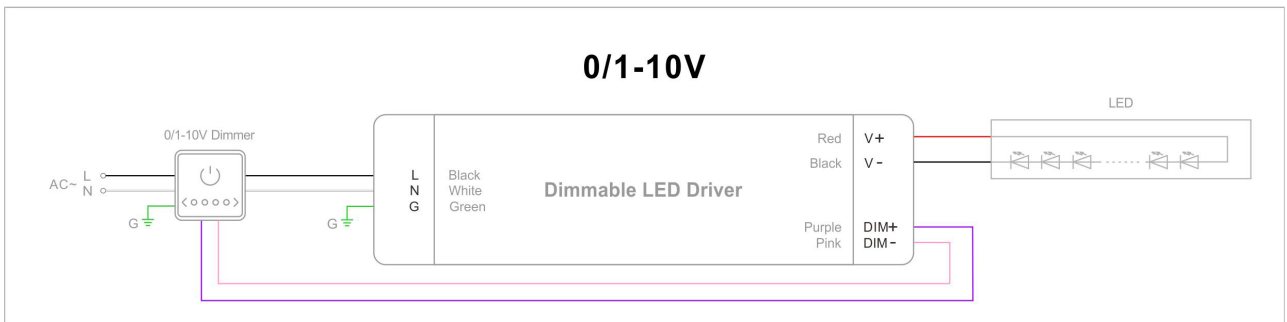 0/1-10V
LED
0/1-10V Dimmer
AC~ L
N
G
G
L Black
N White
G Green
Dimmable LED Driver
Red V+
Black V-
Purple DIM+
Pink DIM-